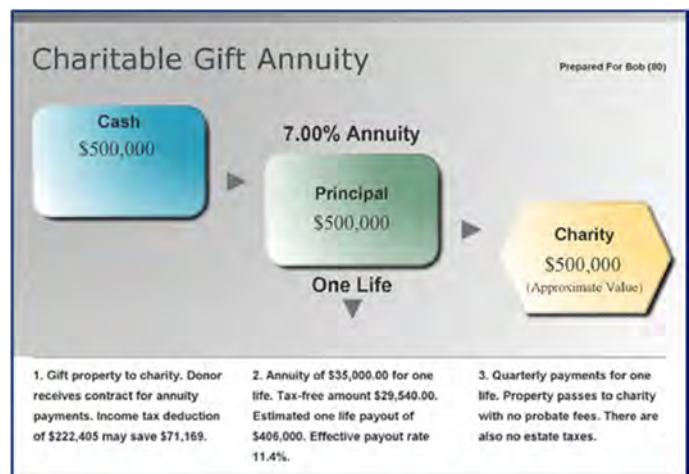 Charitable Gift Annuity
Prepared For Bob (80)
Cash
$500,000
7.00% Annuity
Principal
$500,000
One Life
Charity
$500,000
(Approximate Value)
1. Gift property to charity. Donor
receives contract for annuity
payments. Income tax deduction
of $222,405 may save $71,169.
2. Annuity of $35,000.00 for one
life. Tax-free amount $29,540.00.
Estimated one life payout of
$406,000. Effective payout rate
11.4%.
3. Quarterly payments for one
life. Property passes to charity
with no probate fees. There are
also no estate taxes.